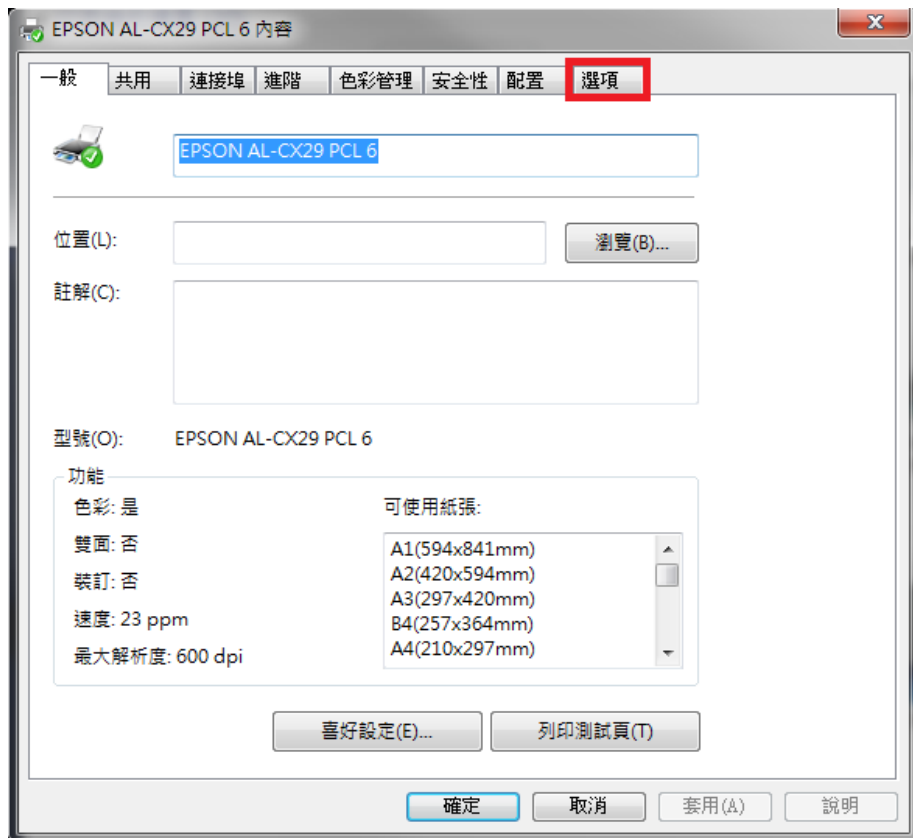 EPSON AL-CX29 PCL 6 內容
一般 共用 連接埠 進階 色彩管理 安全性 配置 選項
EPSON AL-CX29 PCL 6
位置(L): 瀏覽(B)...
註解(C):
型號(O): EPSON AL-CX29 PCL 6
功能
色彩: 是 可使用紙張:
雙面: 否 A1(594x841mm)
A2(420x594mm)
裝訂: 否 A3(297x420mm)
速度: 23 ppm B4(257x364mm)
最大解析度: 600 dpi A4(210x297mm)
喜好設定(E)... 列印測試頁(T)
確定 取消 套用(A) 說明